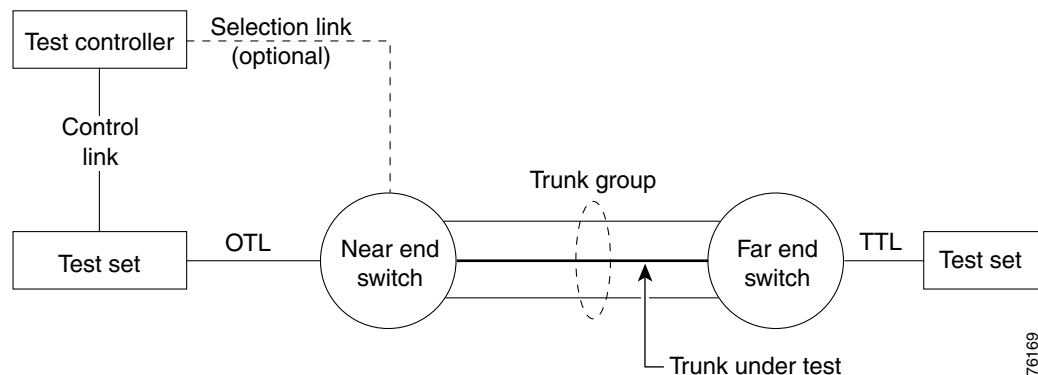 Test controller
Selection link
(optional)
Control
link
Trunk group
Test set
OTL
Near end
switch
Far end
switch
TTL
Test set
Trunk under test
76169